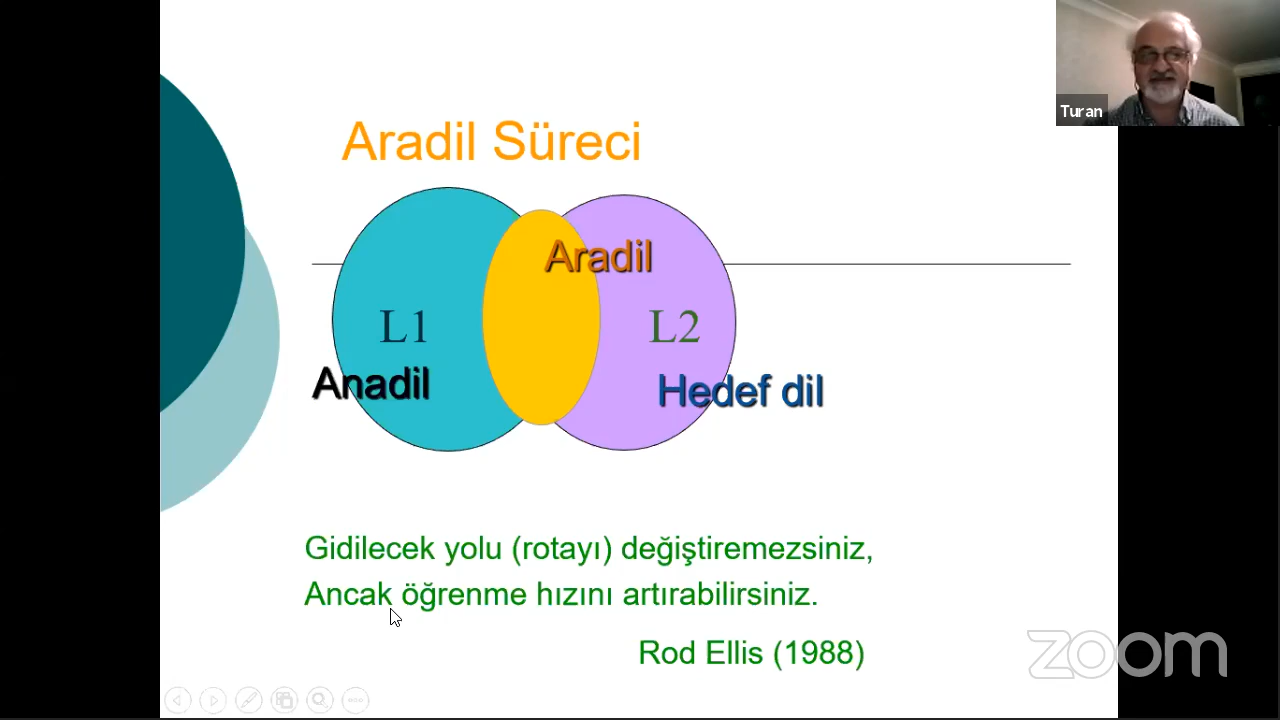 Turan
Aradil Süreci
Aradil
L1
L2
Anadil
Hedef dil
Gidilecek yolu (rotayı) değiştiremezsiniz,
Ancak öğrenme hızını artırabilirsiniz.
Rod Ellis (1988)
zoom